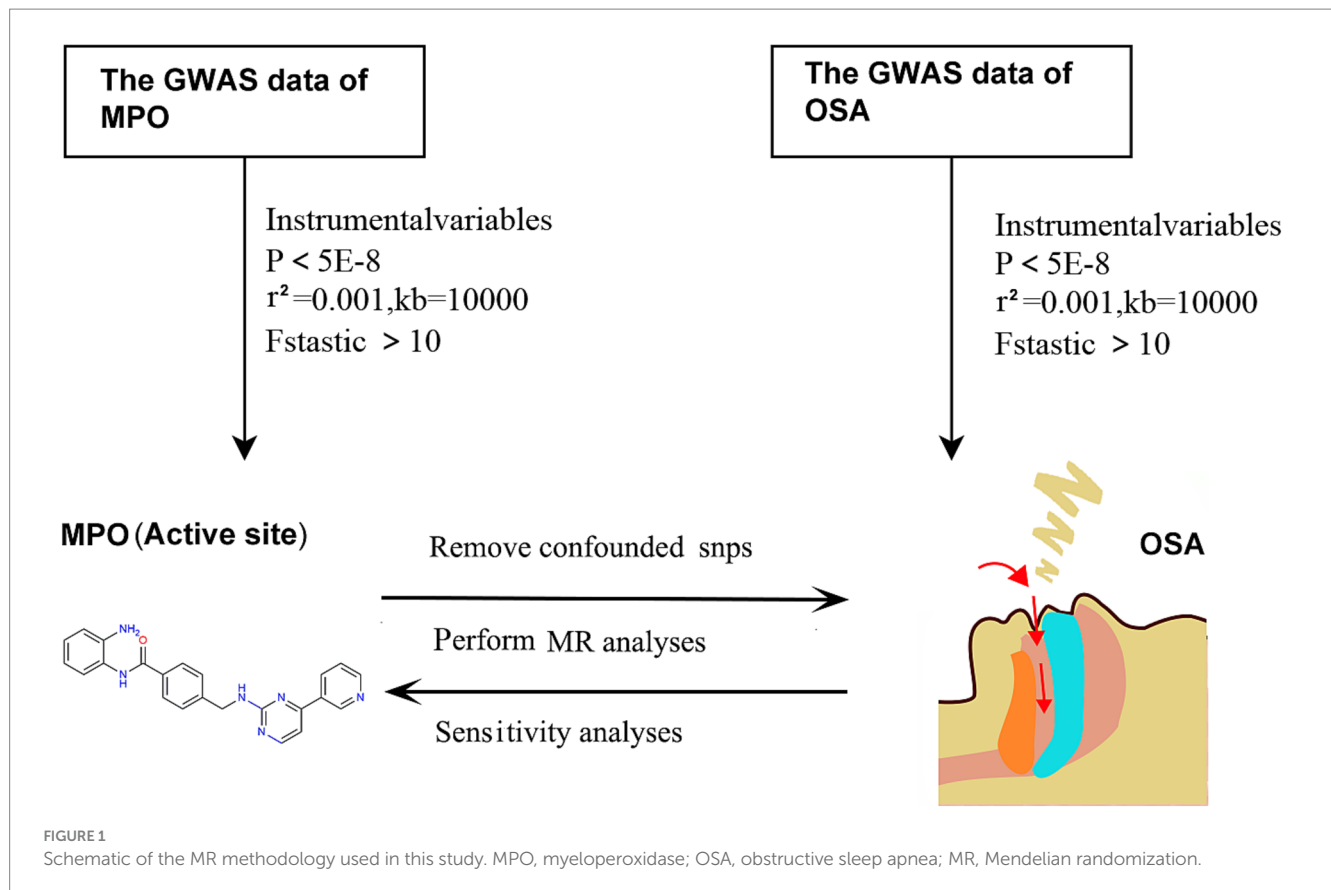 The GWAS data of
MPO
The GWAS data of
OSA
Instrumentalvariables
P < 5E-8
r²=0.001,kb=10000
Fstastic > 10
Instrumentalvariables
P < 5E-8
r²=0.001,kb=10000
Fstastic > 10
MPO (Active site)
Remove confounded snps
Perform MR analyses
Sensitivity analyses
OSA
NH₂
O
N
H
H
N
N
N
N
FIGURE 1
Schematic of the MR methodology used in this study. MPO, myeloperoxidase; OSA, obstructive sleep apnea; MR, Mendelian randomization.